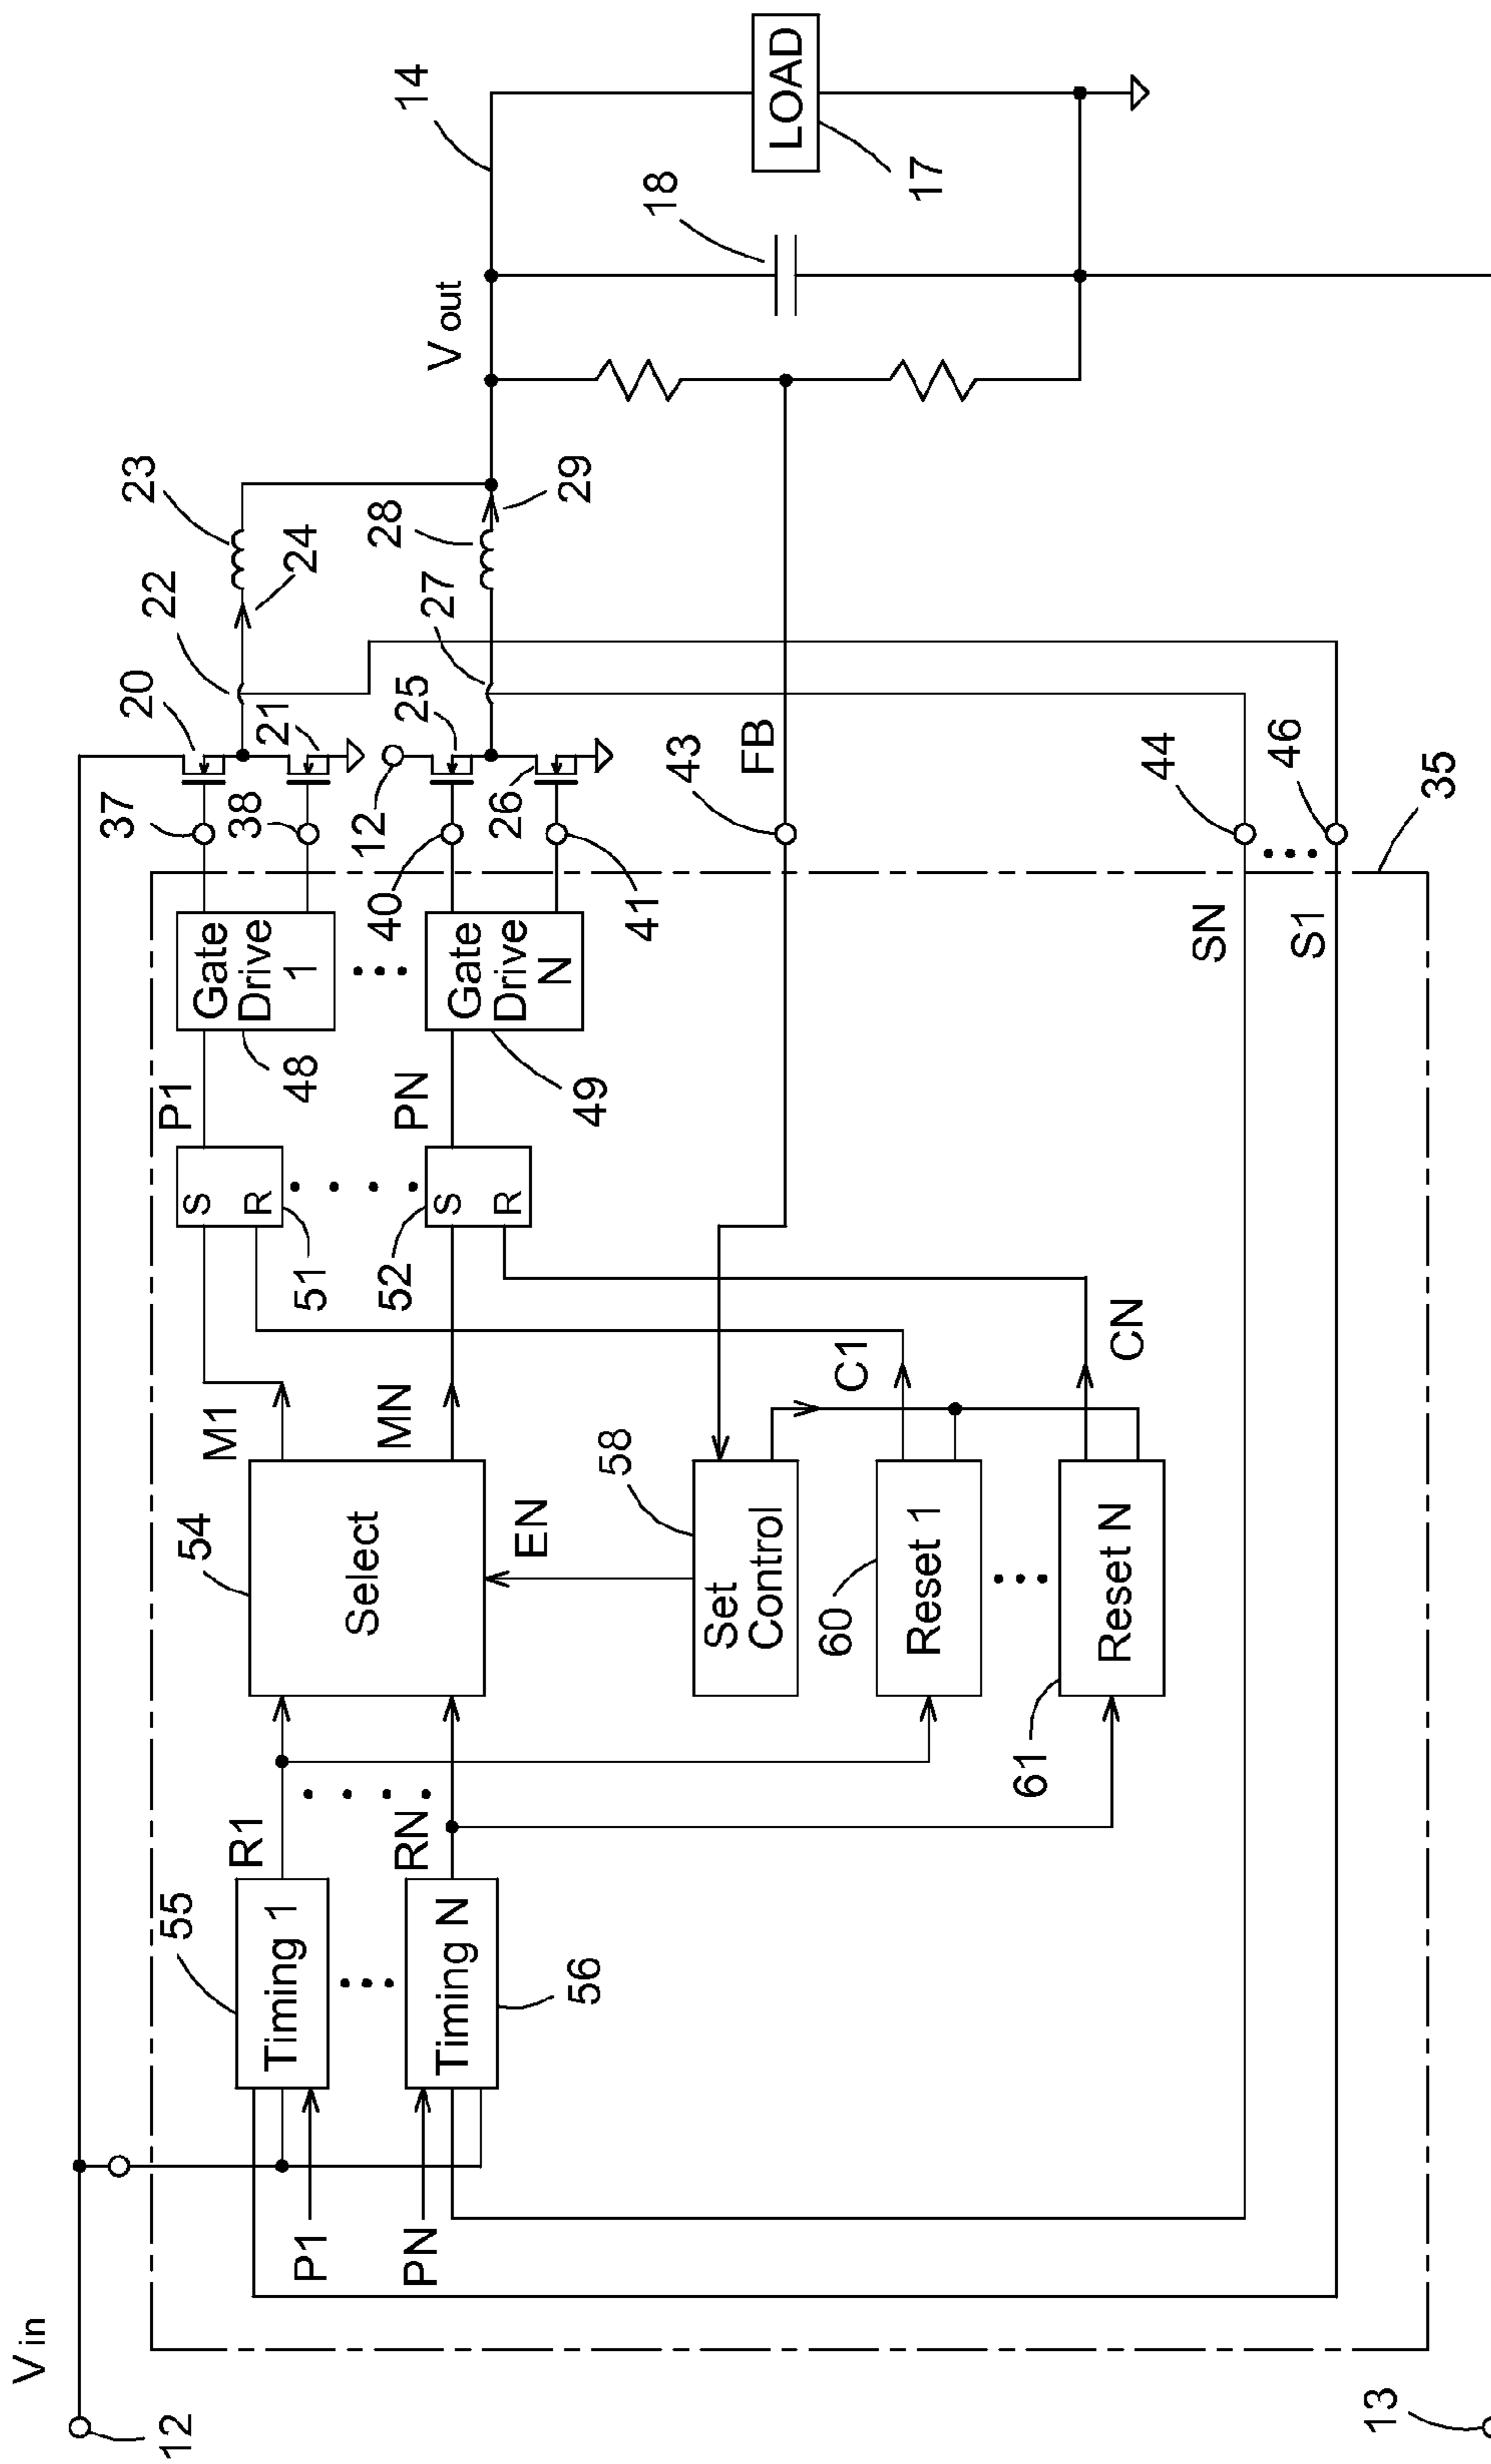 Vin
12
13
P1
PN
55
Timing 1
Timing N
56
R1
RN
54
Select
EN
M1
MN
58
Set
Control
60
Reset 1
61
Reset N
C1
CN
S
R
51
S
R
52
P1
PN
Gate
Drive
1
48
Gate
Drive
N
49
37
38
40
41
20
21
12
25
26
22
24
23
27
28
29
43
FB
44
46
SN
S1
35
Vout
14
18
LOAD
17